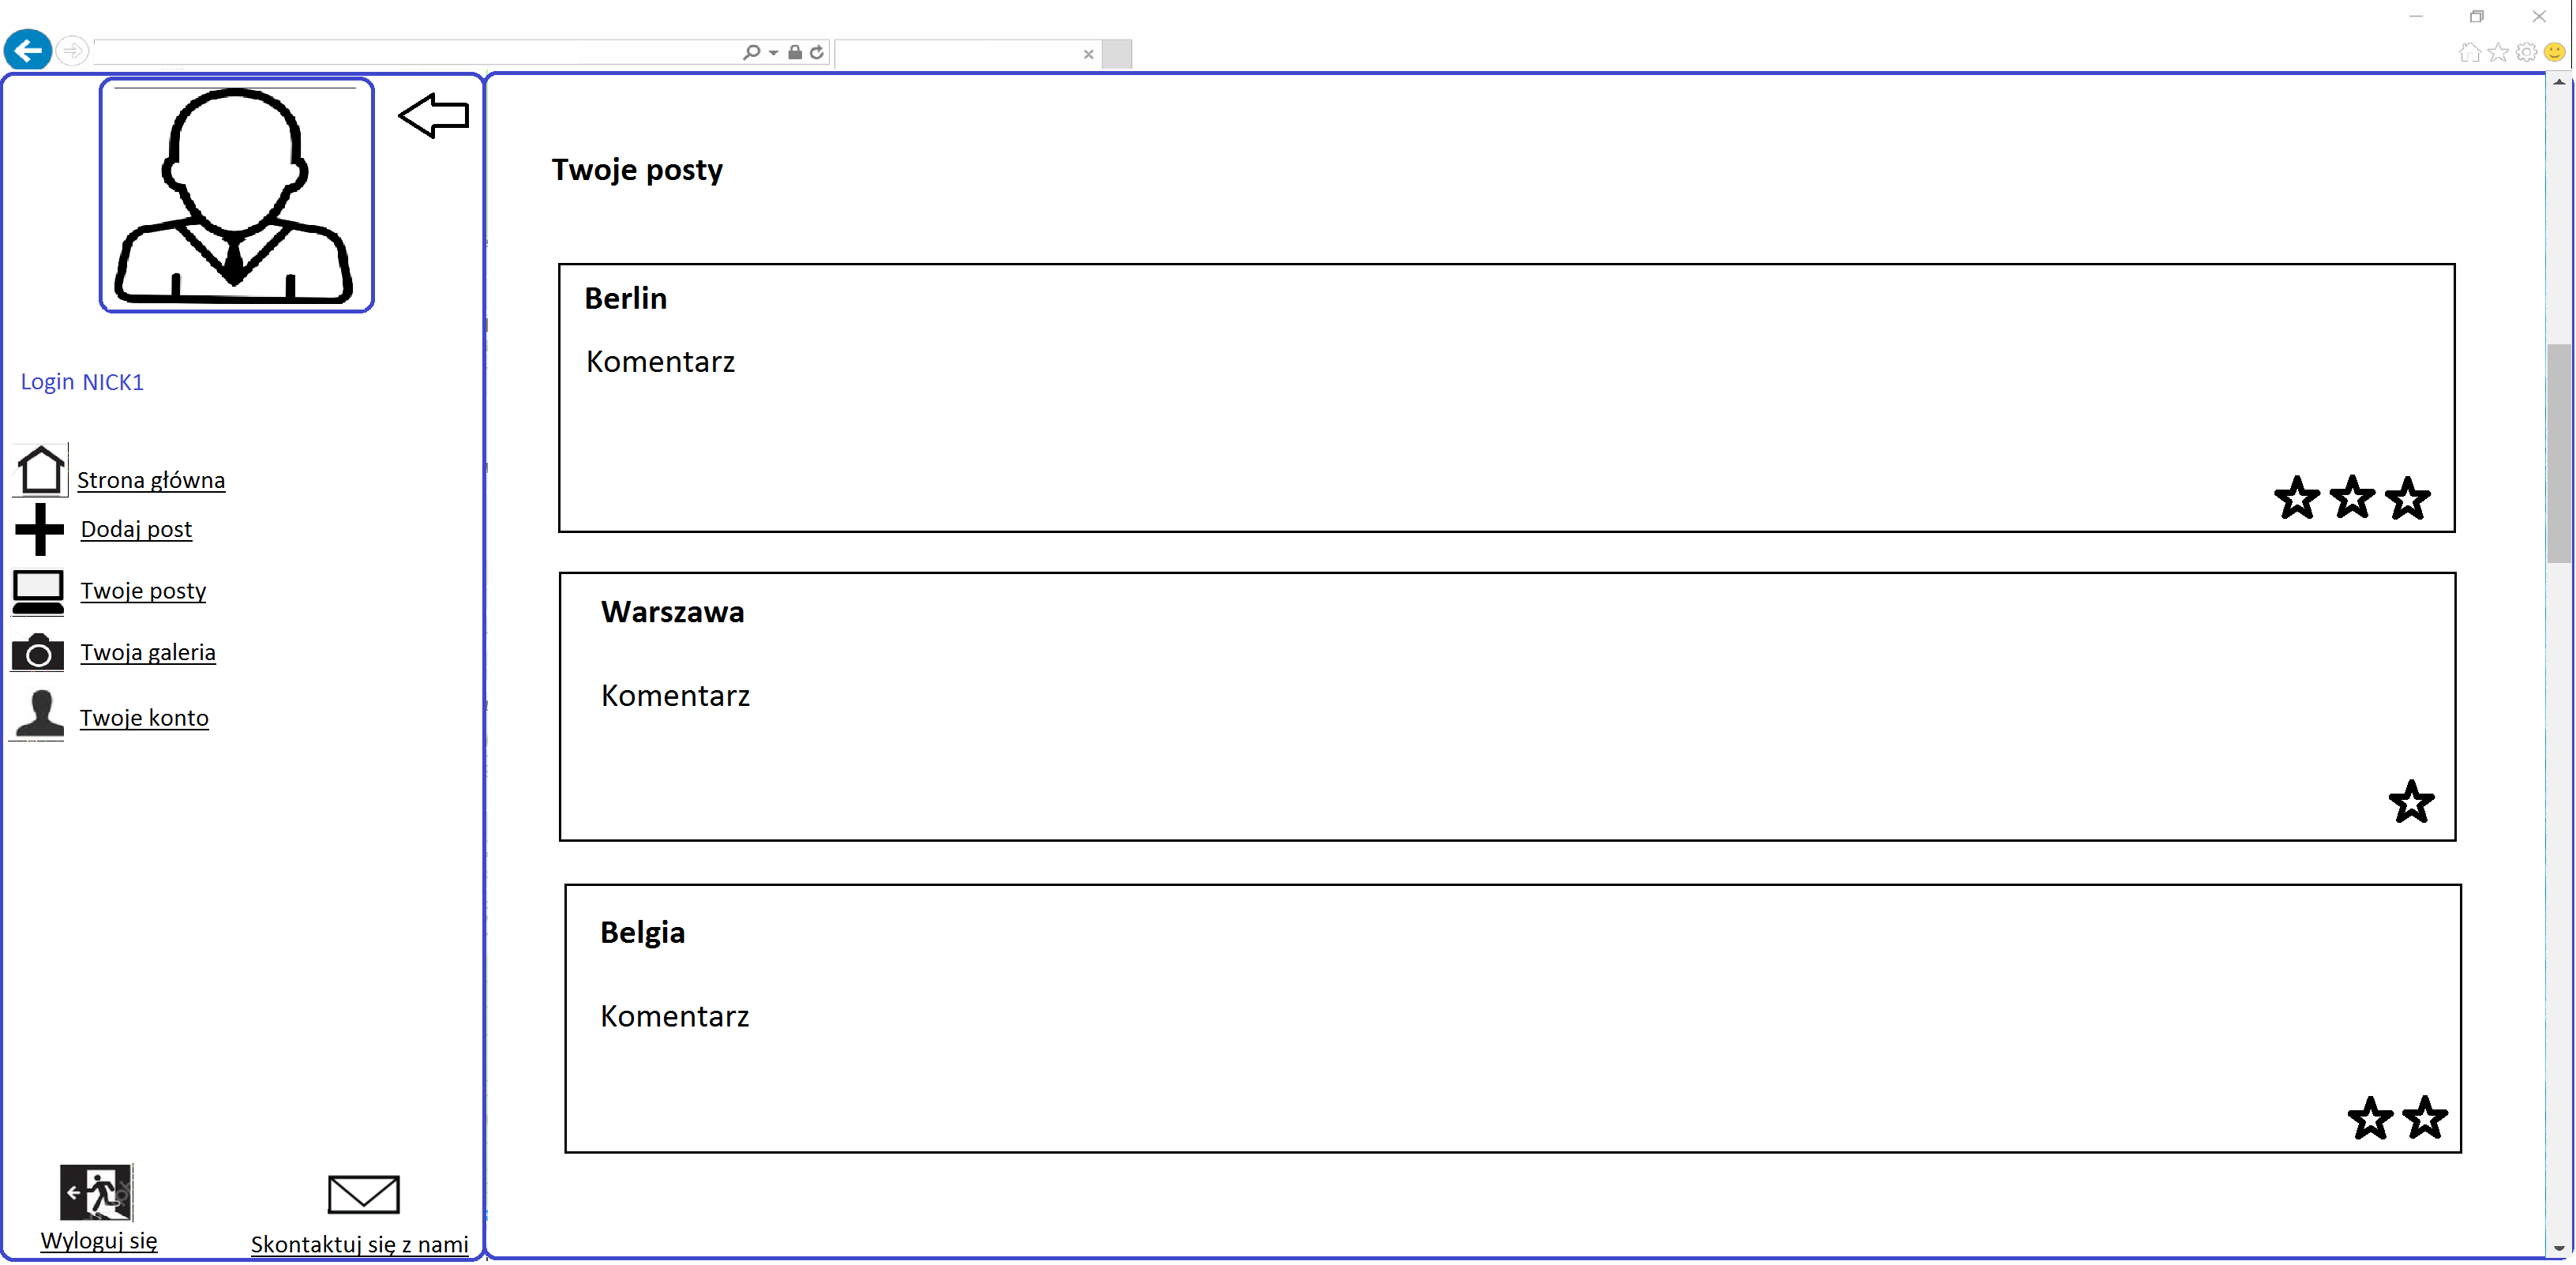 Login NICK1
Strona główna
Dodaj post
Twoje posty
Twoja galeria
Twoje konto
Wyloguj się
Skontaktuj się z nami
Twoje posty
Berlin
Komentarz
Warszawa
Komentarz
Belgia
Komentarz